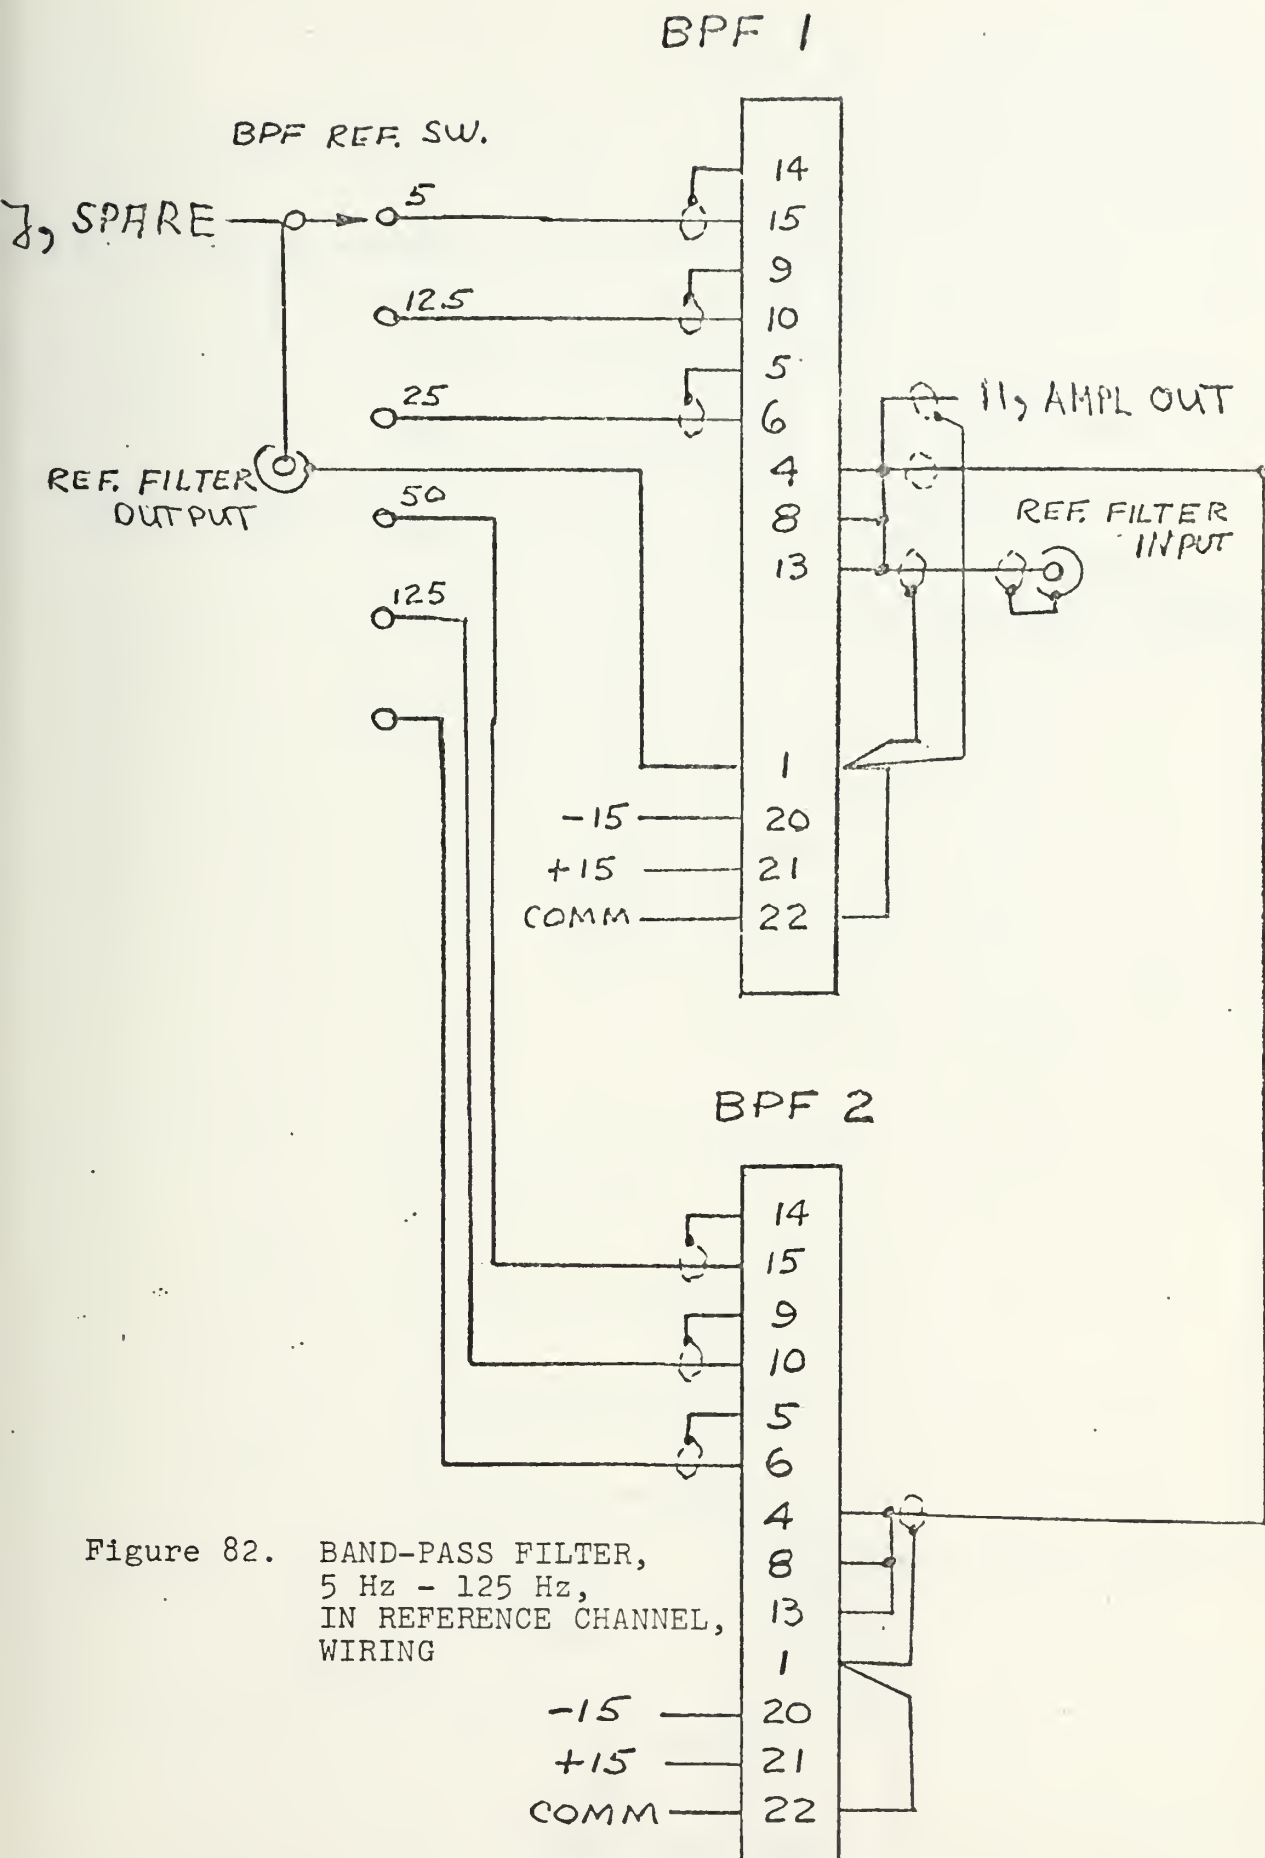 BPF 1
BPF REF. SW.
SPARE
5
12.5
25
50
125
REF. FILTER
OUTPUT
14
15
9
10
5
6
4
8
13
1
20
21
22
11, AMPL OUT
REF. FILTER
INPUT
-15
+15
COMM
BPF 2
14
15
9
10
5
6
4
8
13
1
20
21
22
-15
+15
COMM
Figure 82. BAND-PASS FILTER,
5 Hz - 125 Hz,
IN REFERENCE CHANNEL,
WIRING